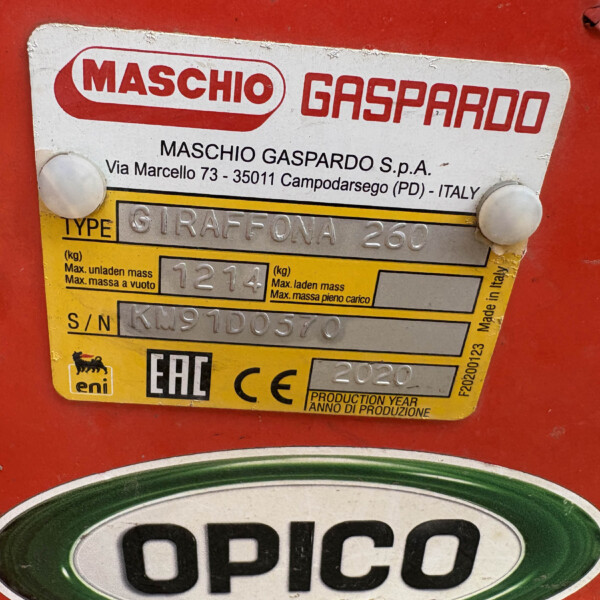 MASCHIO GASPARDO
MASCHIO GASPARDO S.p.A.
Via Marcello 73 - 35011 Campodarsego (PD) - ITALY
TYPE GIRAFFONA 260
(kg)
Max. unladen mass
Max. massa a vuoto
1214
(kg)
Max. laden mass
Max. massa pieno carico
S/N KM91D0570
eni
EAC CE
2020
PRODUCTION YEAR
ANNO DI PRODUZIONE
F20200123 Made in Italy
OPICO